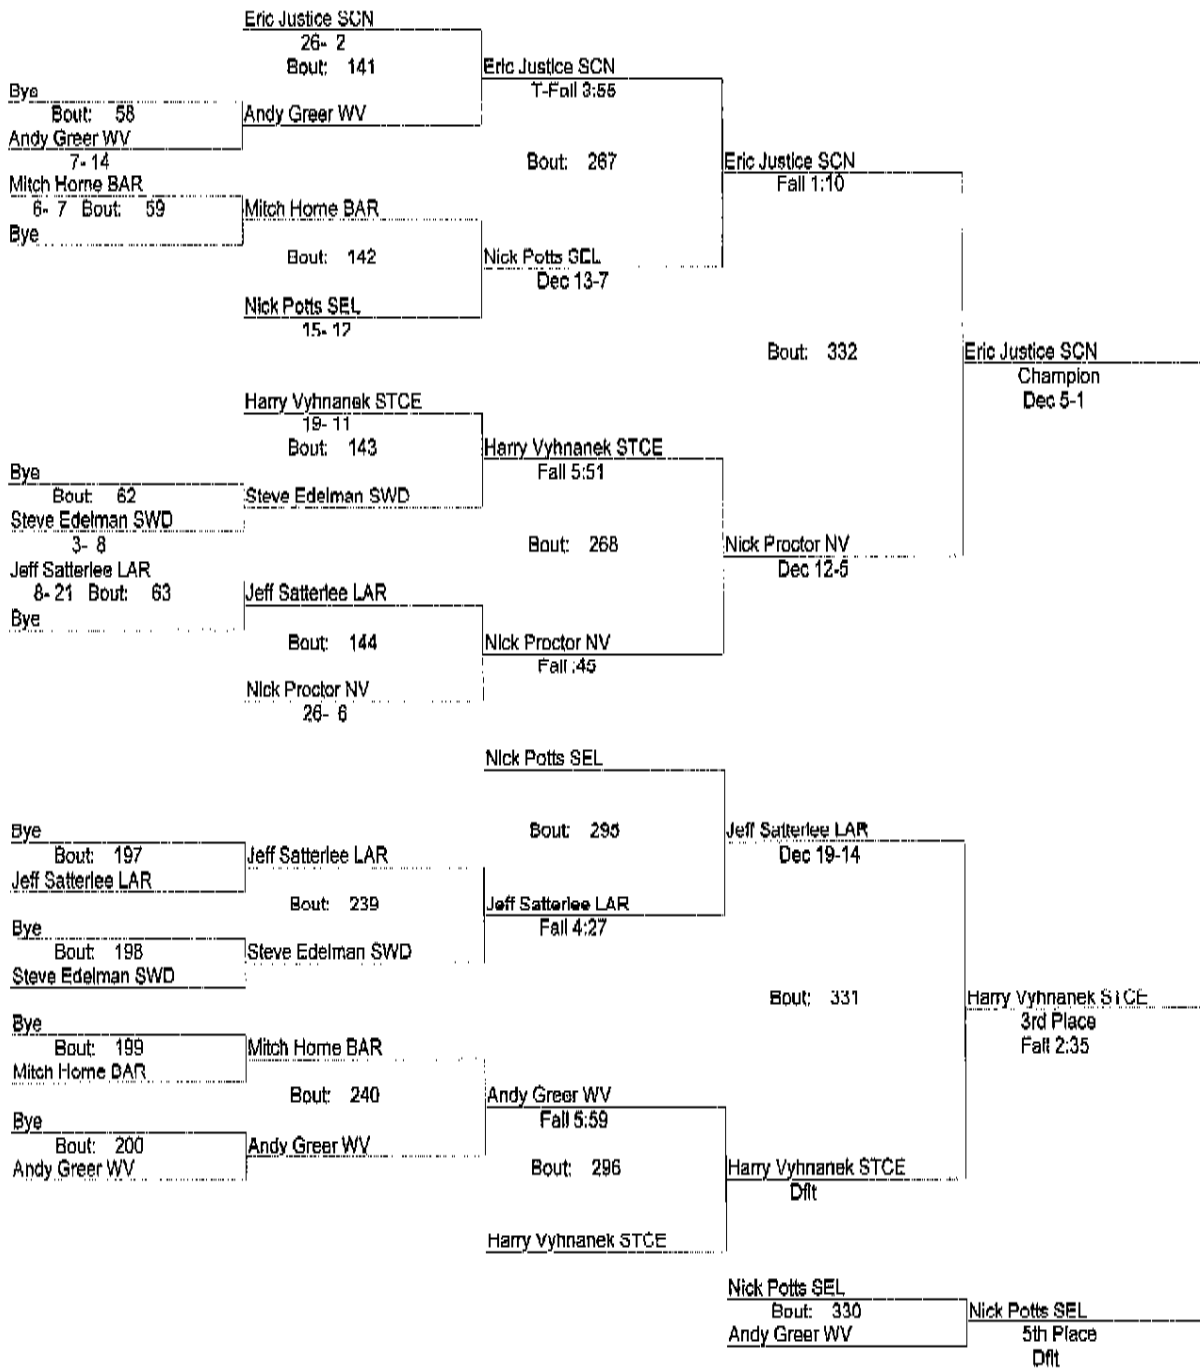 Eric Justice SCN
26- 2
Bout: 141
Eric Justice SCN
T-Fall 3:55
Bye
Bout: 58
Andy Greer WV
Andy Greer WV
7- 14
Bout: 267
Eric Justice SCN
Fall 1:10
Mitch Horne BAR
6- 7 Bout: 59
Mitch Horne BAR
Bye
Bout: 142
Nick Potts SEL
Dec 13-7
Nick Potts SEL
15- 12
Bout: 332
Eric Justice SCN
Champion
Dec 5-1
Harry Vyhnanek STCE
19- 11
Bout: 143
Harry Vyhnanek STCE
Fall 5:51
Bye
Bout: 62
Steve Edelman SWD
Steve Edelman SWD
3- 8
Bout: 268
Nick Proctor NV
Dec 12-5
Jeff Satterlee LAR
8- 21 Bout: 63
Jeff Satterlee LAR
Bye
Bout: 144
Nick Proctor NV
Fall :45
Nick Proctor NV
26- 6
Nick Potts SEL
Bout: 295
Jeff Satterlee LAR
Dec 19-14
Bye
Bout: 197
Jeff Satterlee LAR
Jeff Satterlee LAR
Bout: 239
Jeff Satterlee LAR
Fall 4:27
Bye
Bout: 198
Steve Edelman SWD
Steve Edelman SWD
Bout: 331
Harry Vyhnanek STCE
3rd Place
Fall 2:35
Bye
Bout: 199
Mitch Horne BAR
Mitch Horne BAR
Bout: 240
Andy Greer WV
Fall 5:59
Bye
Bout: 200
Andy Greer WV
Andy Greer WV
Bout: 296
Harry Vyhnanek STCE
Dflt
Harry Vyhnanek STCE
Nick Potts SEL
Bout: 330
Andy Greer WV
Nick Potts SEL
5th Place
Dflt